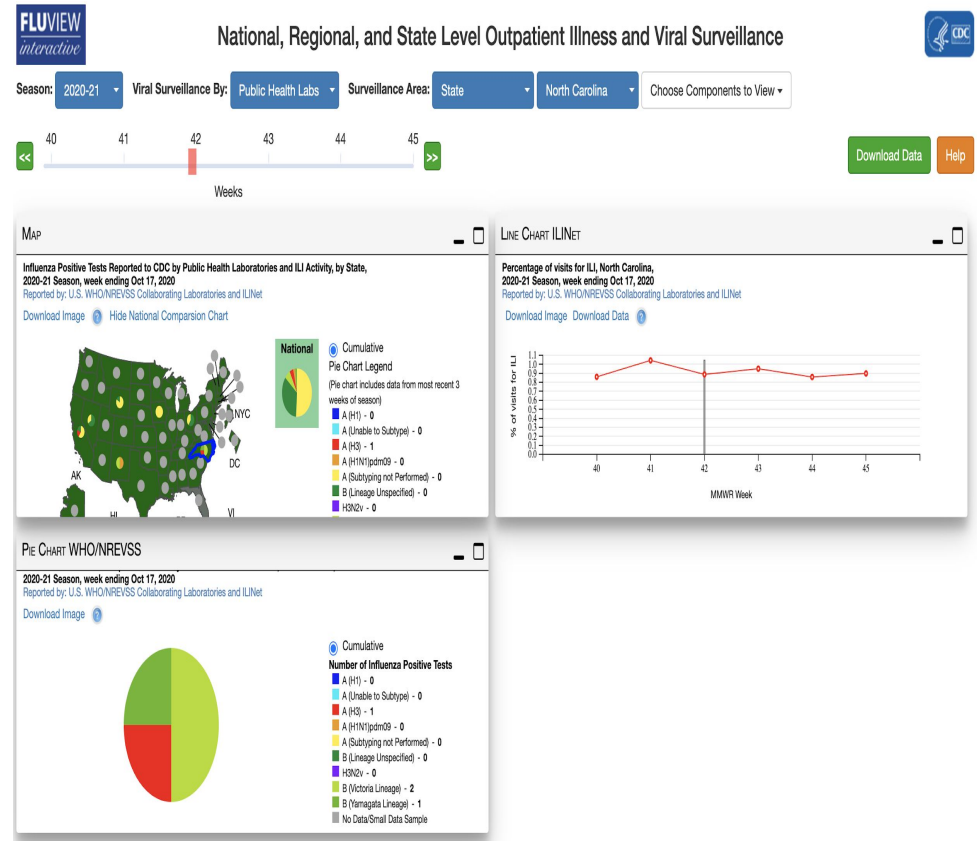 FLUVIEW
interactive
National, Regional, and State Level Outpatient Illness and Viral Surveillance
CDC
Season: 2020-21 Viral Surveillance By: Public Health Labs Surveillance Area: State North Carolina Choose Components to View
40 41 42 43 44 45
<< >>
Weeks
Download Data Help
MAP
Influenza Positive Tests Reported to CDC by Public Health Laboratories and ILI Activity, by State,
2020-21 Season, week ending Oct 17, 2020
Reported by: U.S. WHO/NREVSS Collaborating Laboratories and ILINet
Download Image ? Hide National Comparsion Chart
National
Cumulative
Pie Chart Legend
(Pie chart includes data from most recent 3
weeks of season)
A (H1) - 0
A (Unable to Subtype) - 0
A (H3) - 1
A (H1N1)pdm09 - 0
A (Subtyping not Performed) - 0
B (Lineage Unspecified) - 0
H3N2v - 0
NYC
DC
AK
HI
VI
LINE CHART ILINET
Percentage of visits for ILI, North Carolina,
2020-21 Season, week ending Oct 17, 2020
Reported by: U.S. WHO/NREVSS Collaborating Laboratories and ILINet
Download Image Download Data ?
% of visits for ILI
1.1
1.0
0.9
0.8
0.7
0.6
0.5
0.4
0.3
0.2
0.1
0.0
40 41 42 43 44 45
MMWR Week
PIE CHART WHO/NREVSS
2020-21 Season, week ending Oct 17, 2020
Reported by: U.S. WHO/NREVSS Collaborating Laboratories and ILINet
Download Image ?
Cumulative
Number of Influenza Positive Tests
A (H1) - 0
A (Unable to Subtype) - 0
A (H3) - 1
A (H1N1)pdm09 - 0
A (Subtyping not Performed) - 0
B (Lineage Unspecified) - 0
H3N2v - 0
B (Victoria Lineage) - 2
B (Yamagata Lineage) - 1
No Data/Small Data Sample